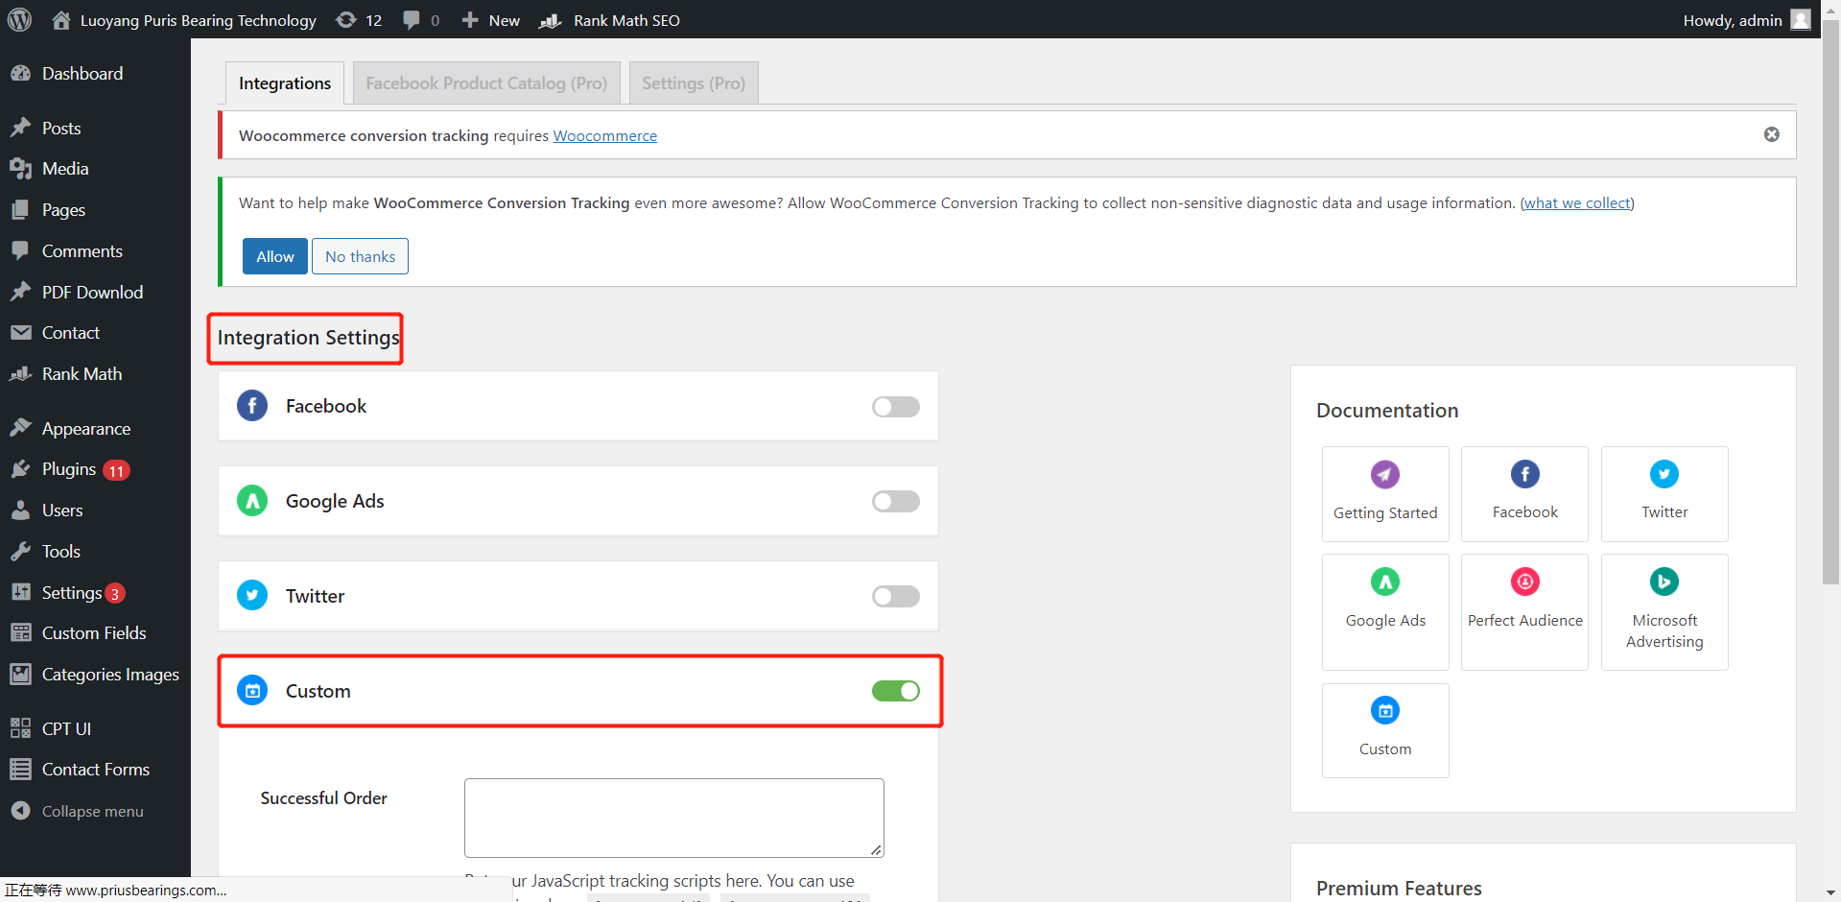 Luoyang Puris Bearing Technology 12 0 New Rank Math SEO Howdy, admin
Dashboard
Posts
Media
Pages
Comments
PDF Downlod
Contact
Rank Math
Appearance
Plugins 11
Users
Tools
Settings 3
Custom Fields
Categories Images
CPT UI
Contact Forms
Collapse menu
Integrations Facebook Product Catalog (Pro) Settings (Pro)
Woocommerce conversion tracking requires Woocommerce
Want to help make WooCommerce Conversion Tracking even more awesome? Allow WooCommerce Conversion Tracking to collect non-sensitive diagnostic data and usage information. (what we collect)
Allow No thanks
Integration Settings
Facebook
Google Ads
Twitter
Custom
Successful Order
ur JavaScript tracking scripts here. You can use
Documentation
Getting Started Facebook Twitter
Google Ads Perfect Audience Microsoft
Advertising
Custom
Premium Features
正在等待 www.priusbearings.com...